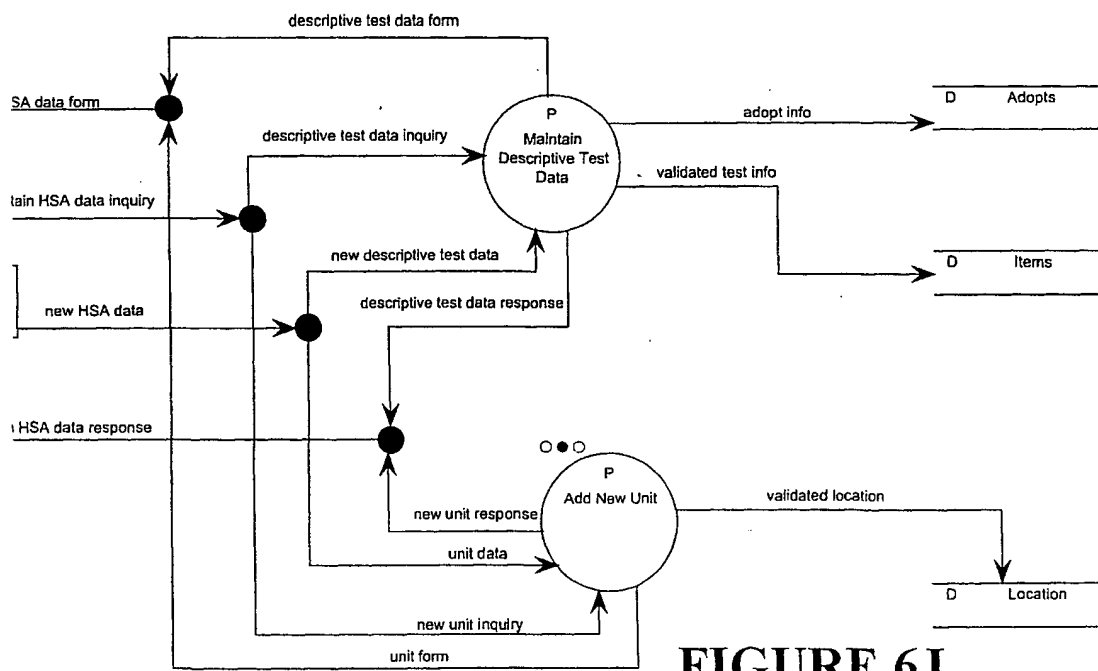 descriptive test data form
SA data form
P
Maintain
Descriptive Test
Data
descriptive test data inquiry
adopt info
D Adopts
validated test info
tain HSA data inquiry
new descriptive test data
D Items
new HSA data
descriptive test data response
HSA data response
P
Add New Unit
validated location
new unit response
unit data
D Location
new unit inquiry
unit form